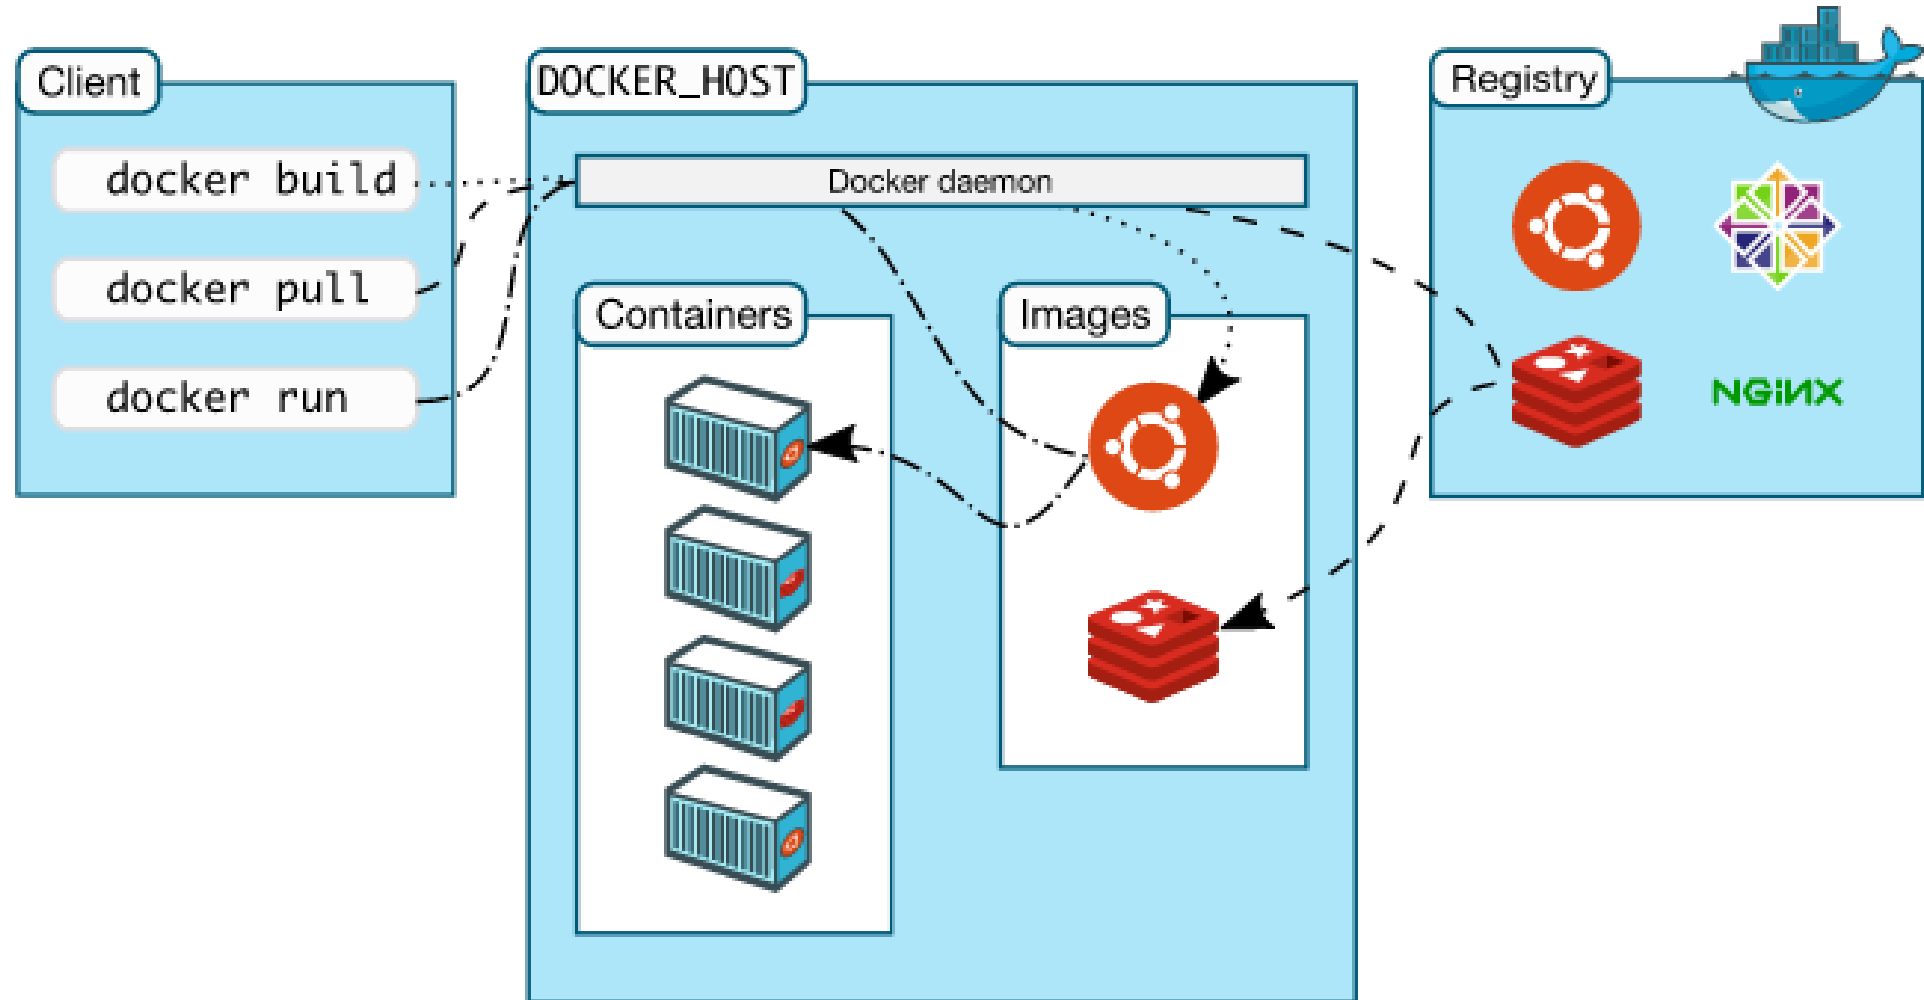 Client
docker build
docker pull
docker run
DOCKER_HOST
Docker daemon
Containers
Images
Registry
NGINX